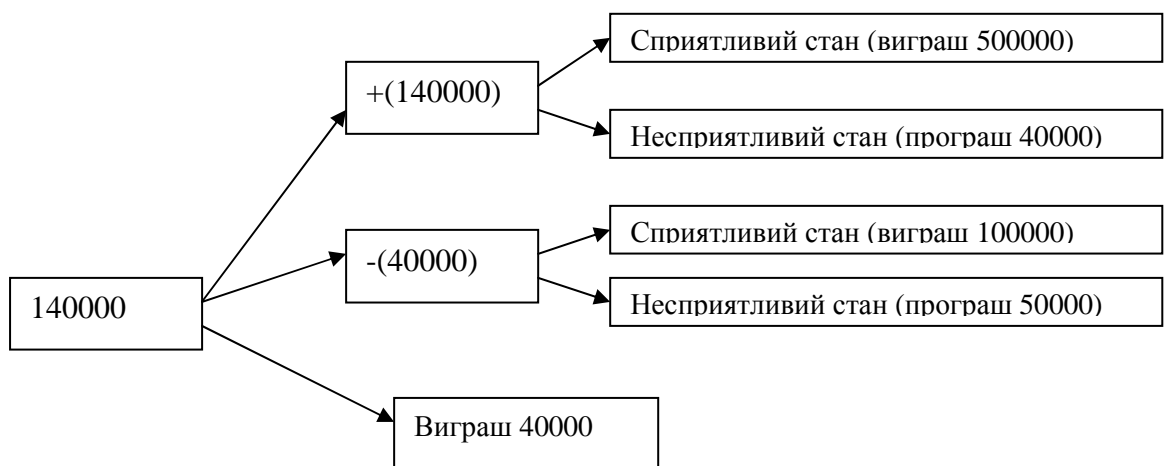 Сприятливий стан (виграш 500000)
+(140000)
Несприятливий стан (програш 40000)
Сприятливий стан (виграш 100000)
-(40000)
Несприятливий стан (програш 50000)
140000
Виграш 40000